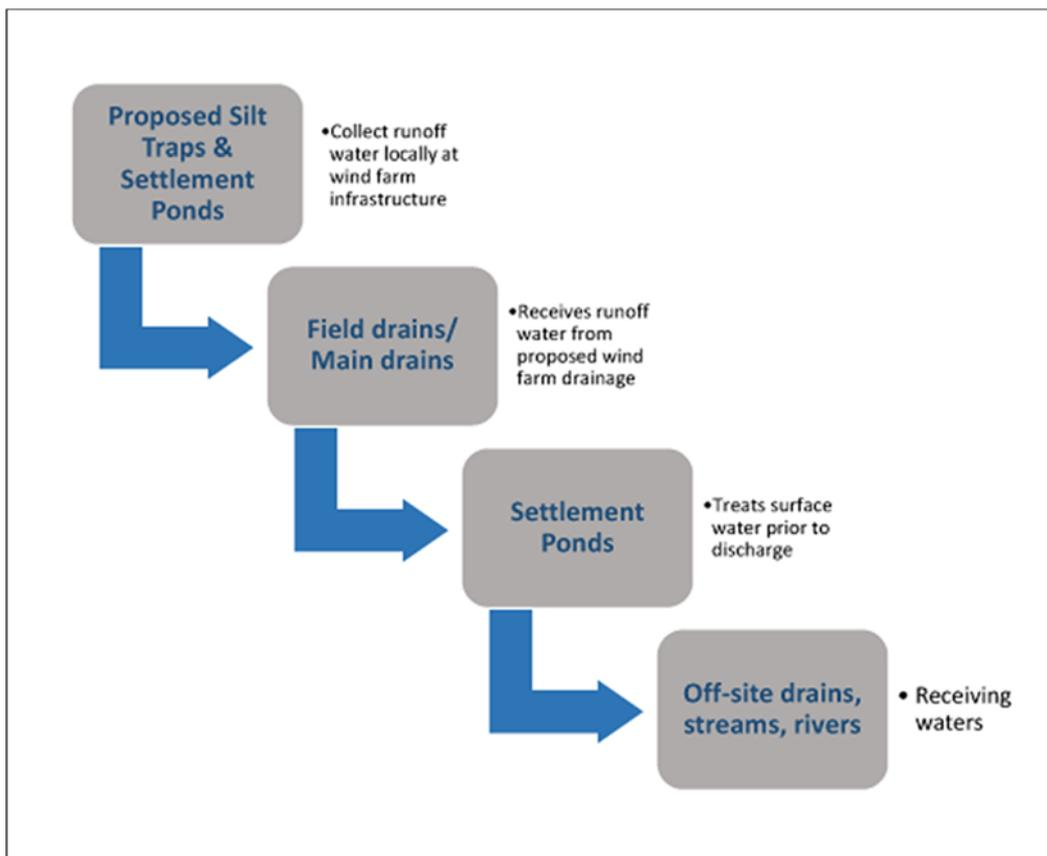 Proposed Silt
Traps &
Settlement
Ponds
•Collect runoff
water locally at
wind farm
infrastructure
Field drains/
Main drains
•Receives runoff
water from
proposed wind
farm drainage
Settlement
Ponds
•Treats surface
water prior to
discharge
Off-site drains,
streams, rivers
• Receiving
waters